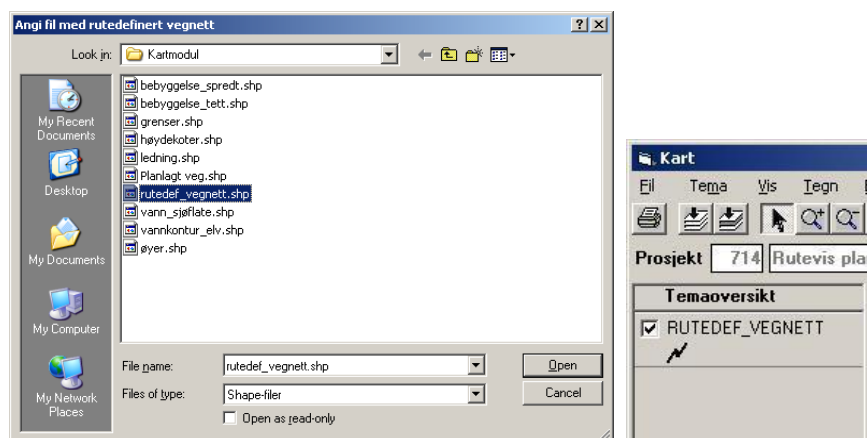 Angi fil med rutedefinert vegnett
Look in: Kartmodul
My Recent
Documents
Desktop
My Documents
My Computer
My Network
Places
bebyggelse_spredt.shp
bebyggelse_tett.shp
grenser.shp
høydekoter.shp
ledning.shp
Planlagt veg.shp
rutedef_vegnett.shp
vann_sjøflate.shp
vannkontur_elv.shp
øyer.shp
File name: rutedef_vegnett.shp Open
Files of type: Shape-filer Cancel
Open as read-only
Kart
Fil Tema Vis Tegn
Prosjekt 714 Rutevis pla
Temaoversikt
RUTEDEF_VEGNETT